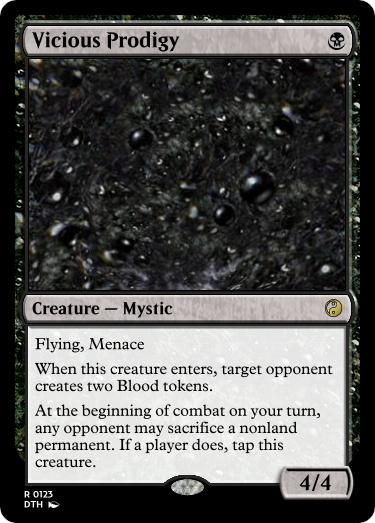 Vicious Prodigy
Creature — Mystic
Flying, Menace
When this creature enters, target opponent
creates two Blood tokens.
At the beginning of combat on your turn,
any opponent may sacrifice a nonland
permanent. If a player does, tap this
creature.
4/4
R 0123
DTH